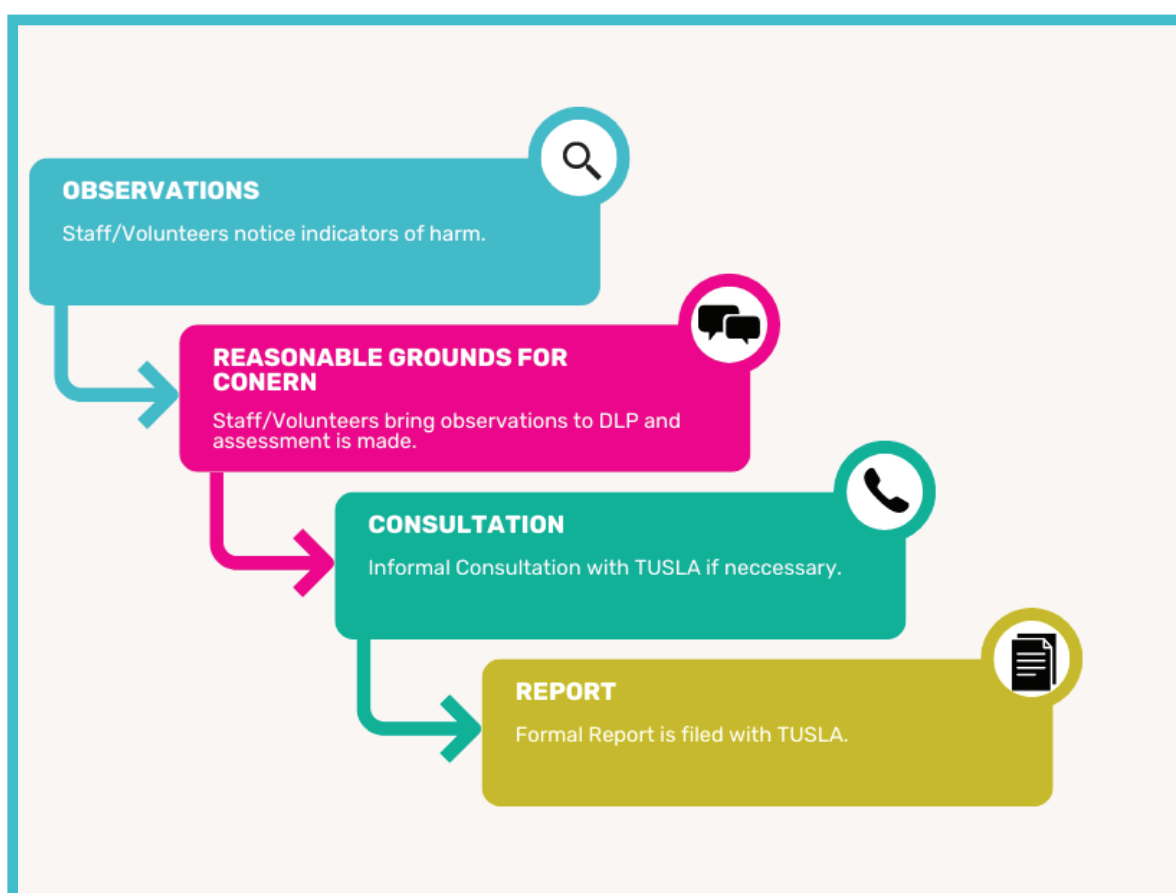 OBSERVATIONS
Staff/Volunteers notice indicators of harm.
REASONABLE GROUNDS FOR
CONERN
Staff/Volunteers bring observations to DLP and
assessment is made.
CONSULTATION
Informal Consultation with TUSLA if neccessary.
REPORT
Formal Report is filed with TUSLA.